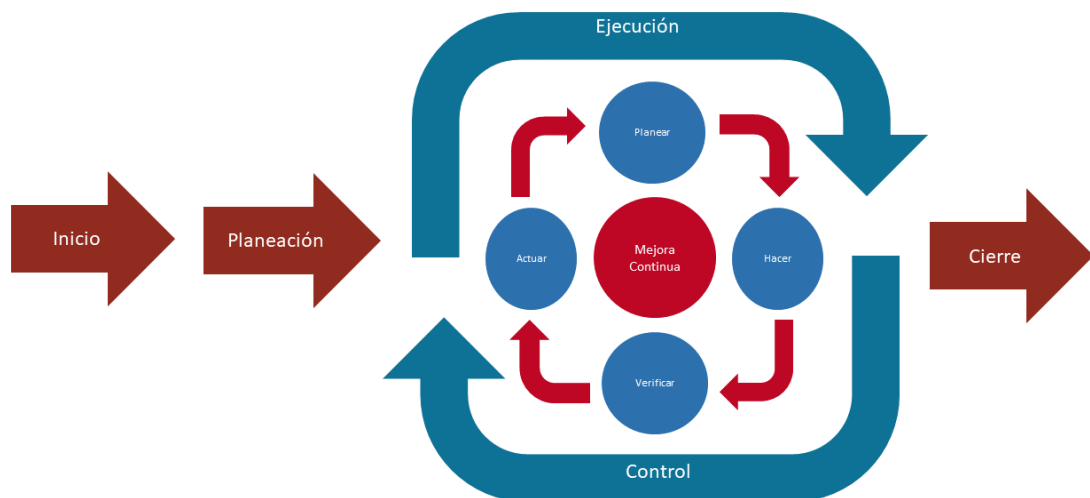 Ejecución
Planear
Inicio
Planeación
Actuar
Mejora
Continua
Hacer
Cierre
Verificar
Control